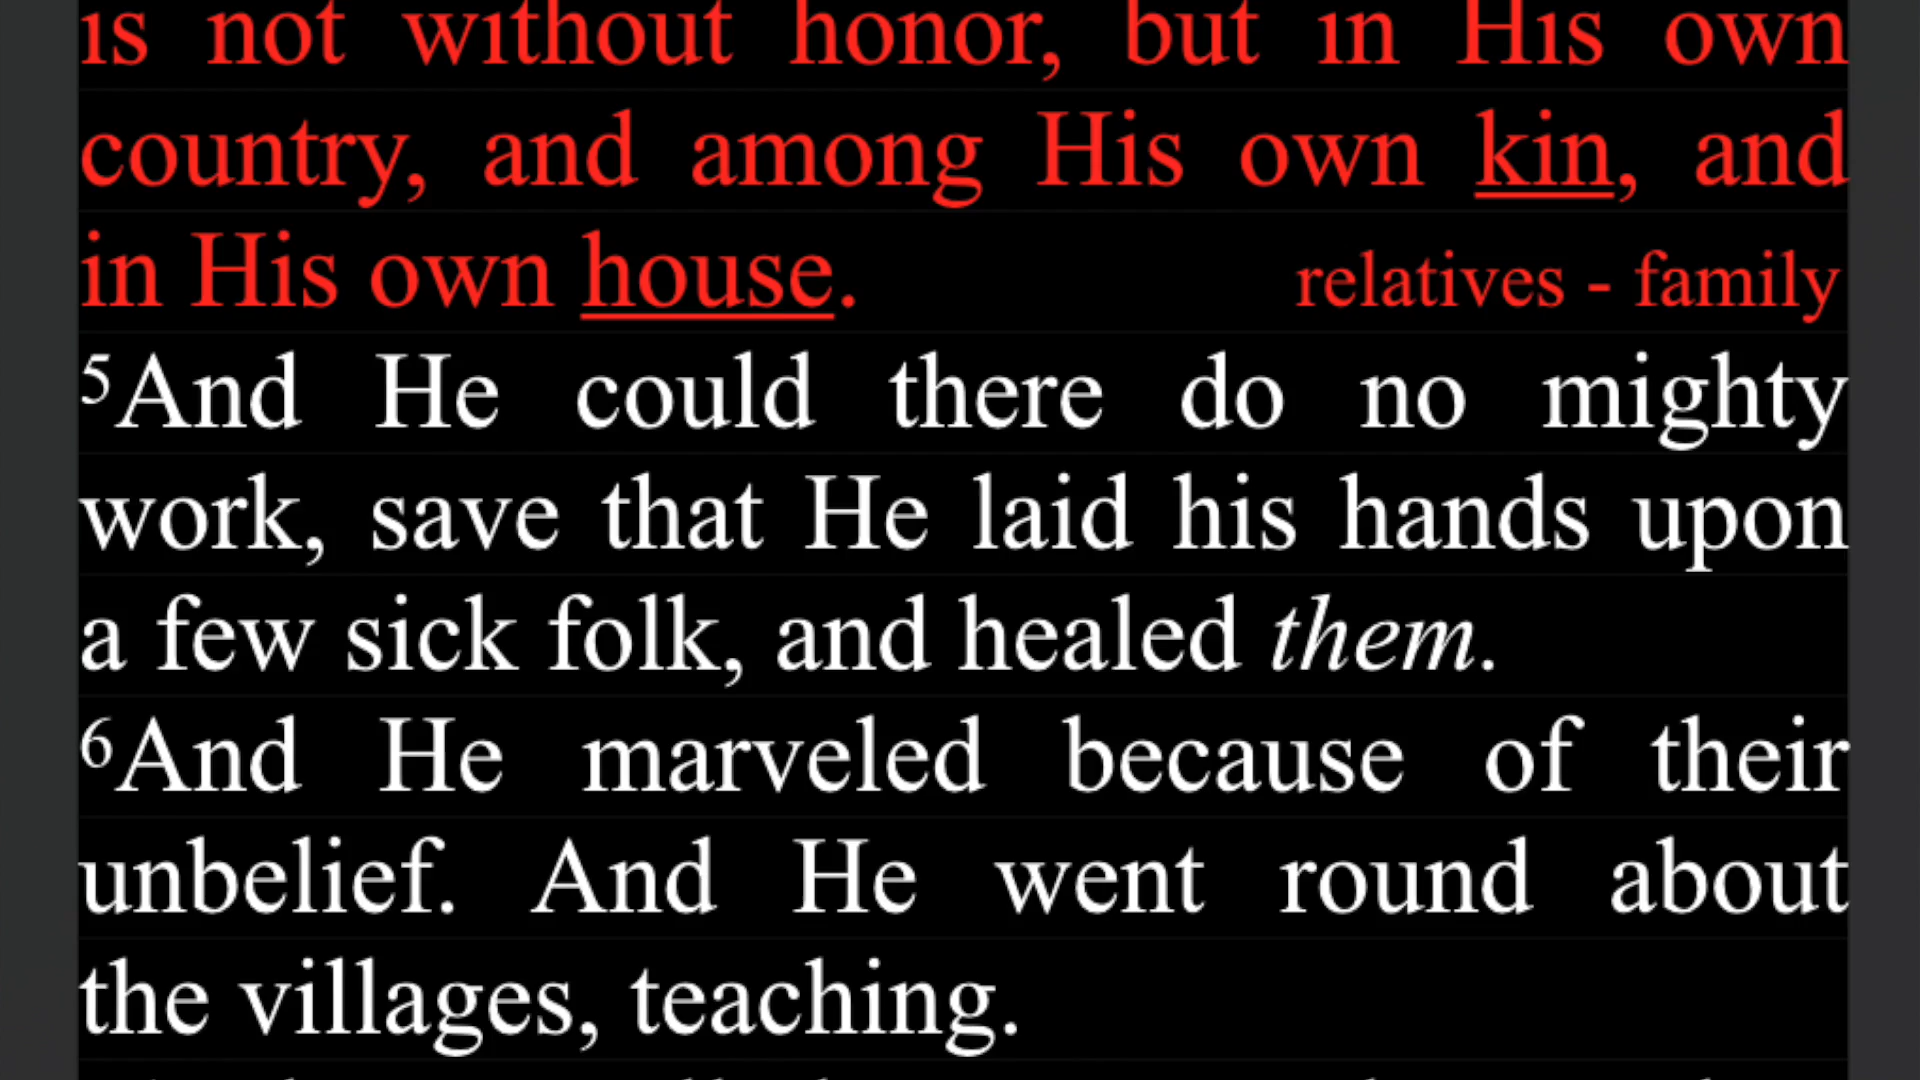 is not without honor, but in His own
country, and among His own kin, and
in His own house. relatives - family
5And He could there do no mighty
work, save that He laid his hands upon
a few sick folk, and healed them.
6And He marveled because of their
unbelief. And He went round about
the villages, teaching.